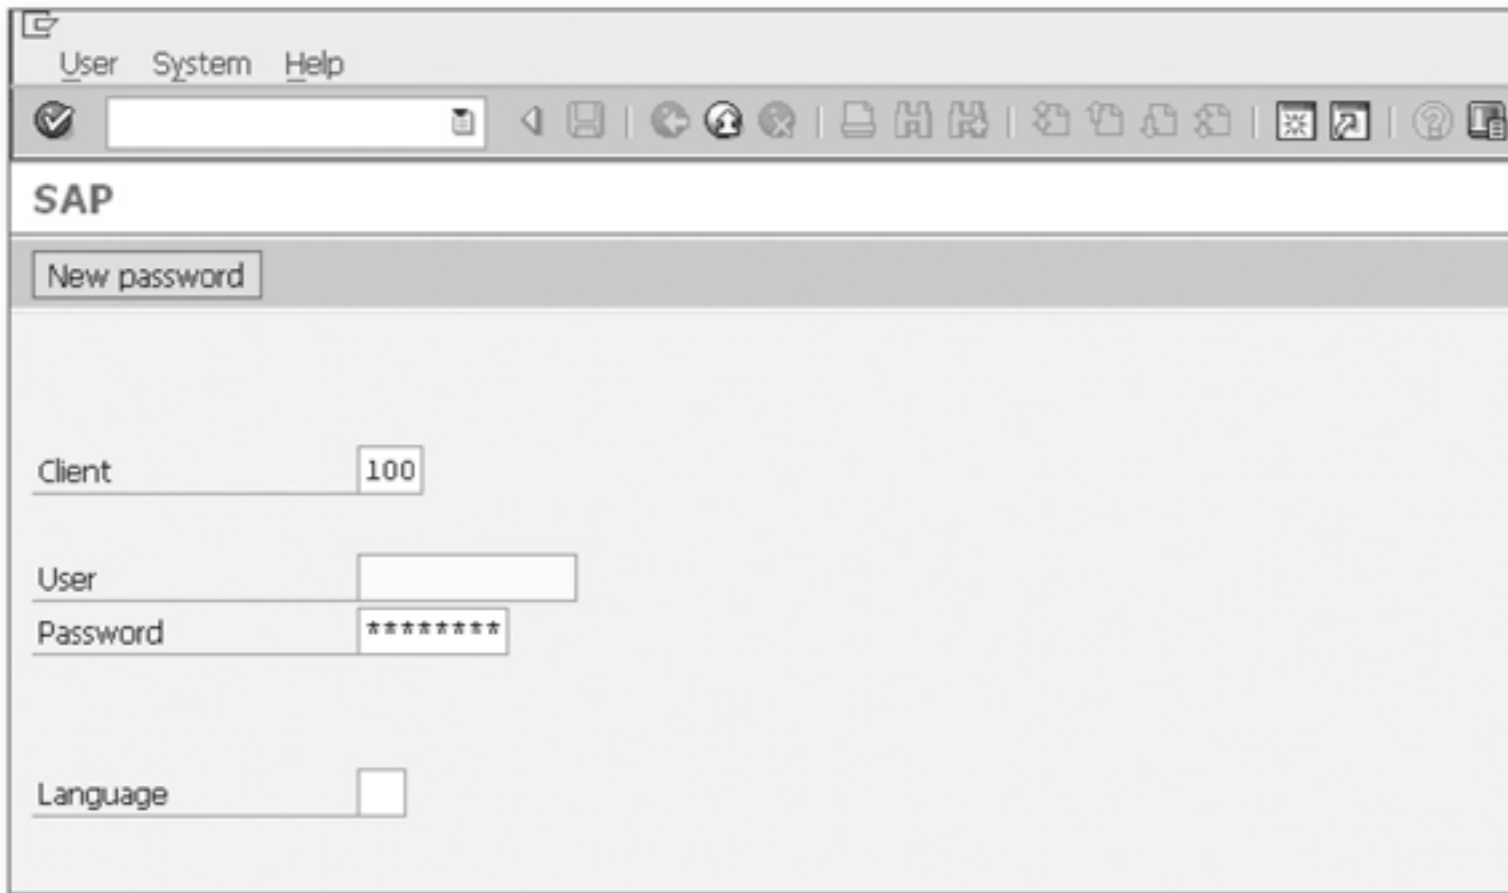 User System Help
SAP
New password
Client 100
User
Password ********
Language